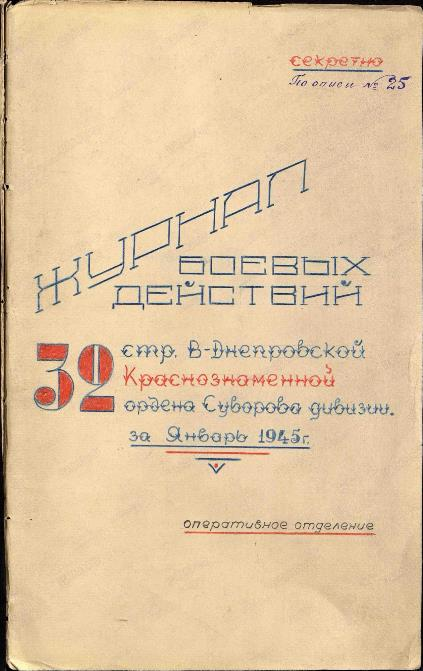 секретно
По описи № 25
ЖУРНАЛ
БОЕВЫХ
ДЕЙСТВИЙ
32 стр. В-Днепровской
Краснознаменной
ордена Суворова дивизии.
за Январь 1945г.
оперативное отделение